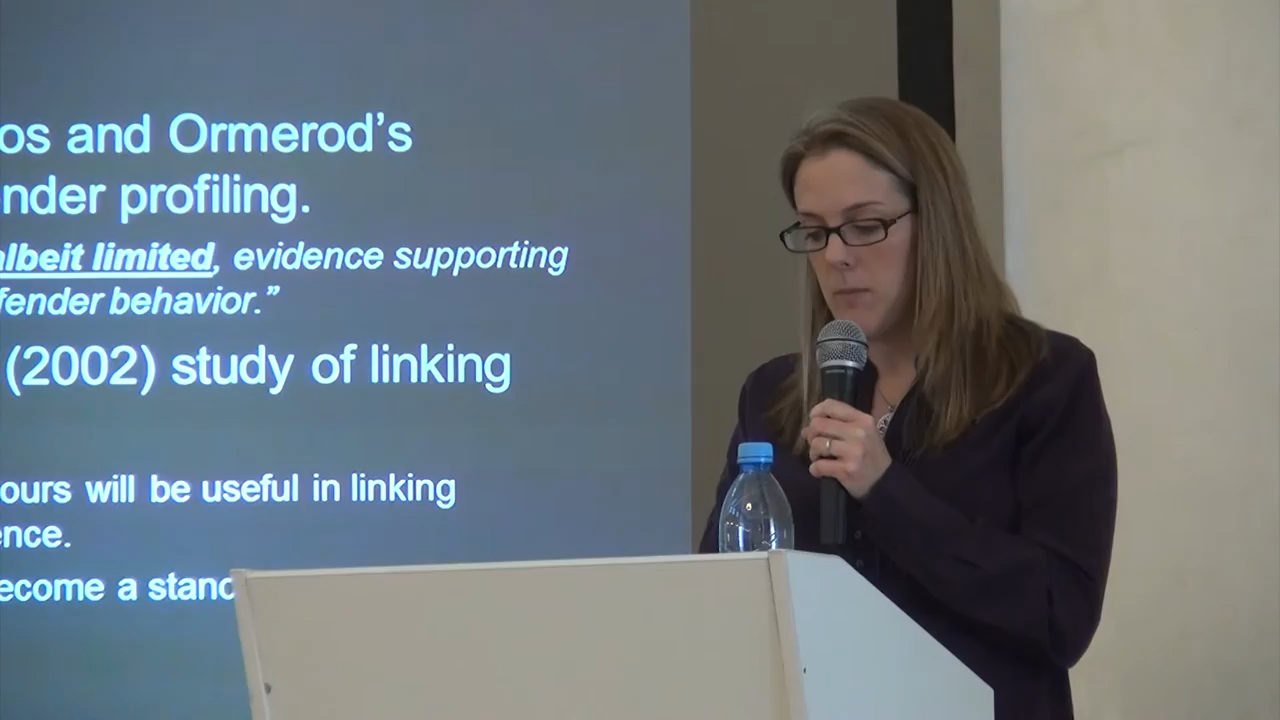 os and Ormerod's
nder profiling.
albeit limited, evidence supporting
fender behavior."
(2002) study of linking
ours will be useful in linking
ence.
ecome a stand